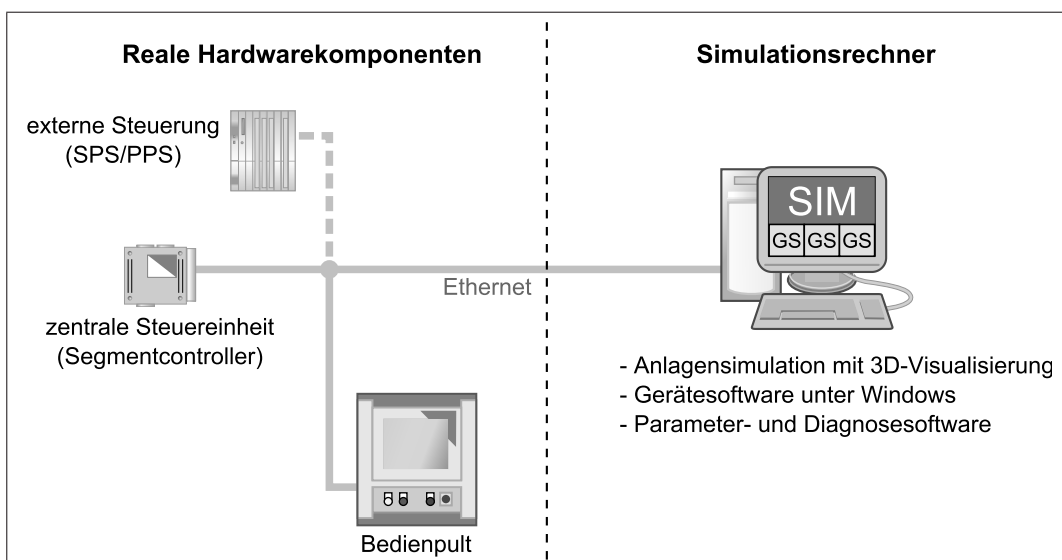 Reale Hardwarekomponenten
externe Steuerung
(SPS/PPS)
zentrale Steuereinheit
(Segmentcontroller)
Bedienpult
Ethernet
Simulationsrechner
SIM
GS GS GS
- Anlagensimulation mit 3D-Visualisierung
- Gerätesoftware unter Windows
- Parameter- und Diagnosesoftware